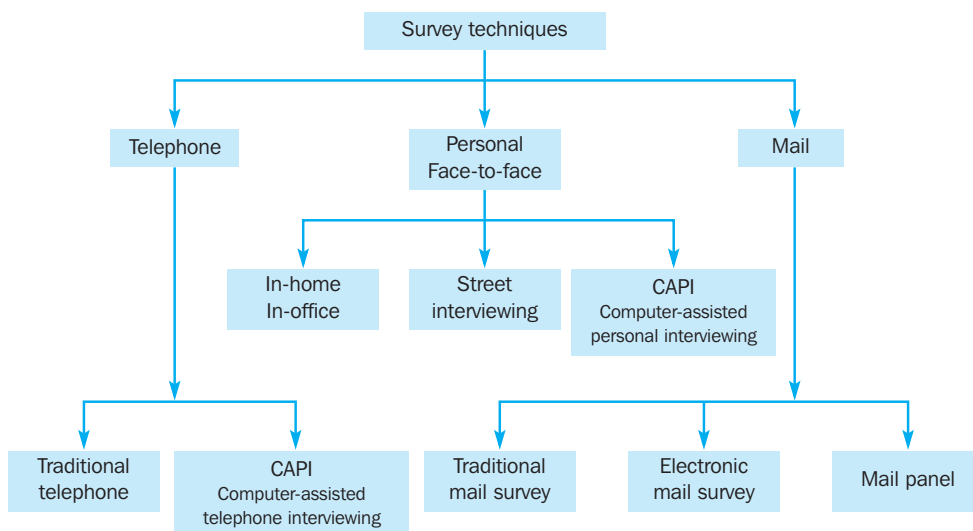 Survey techniques
Telephone
Personal
Face-to-face
Mail
In-home
In-office
Street
interviewing
CAPI
Computer-assisted
personal interviewing
Traditional
telephone
CAPI
Computer-assisted
telephone interviewing
Traditional
mail survey
Electronic
mail survey
Mail panel